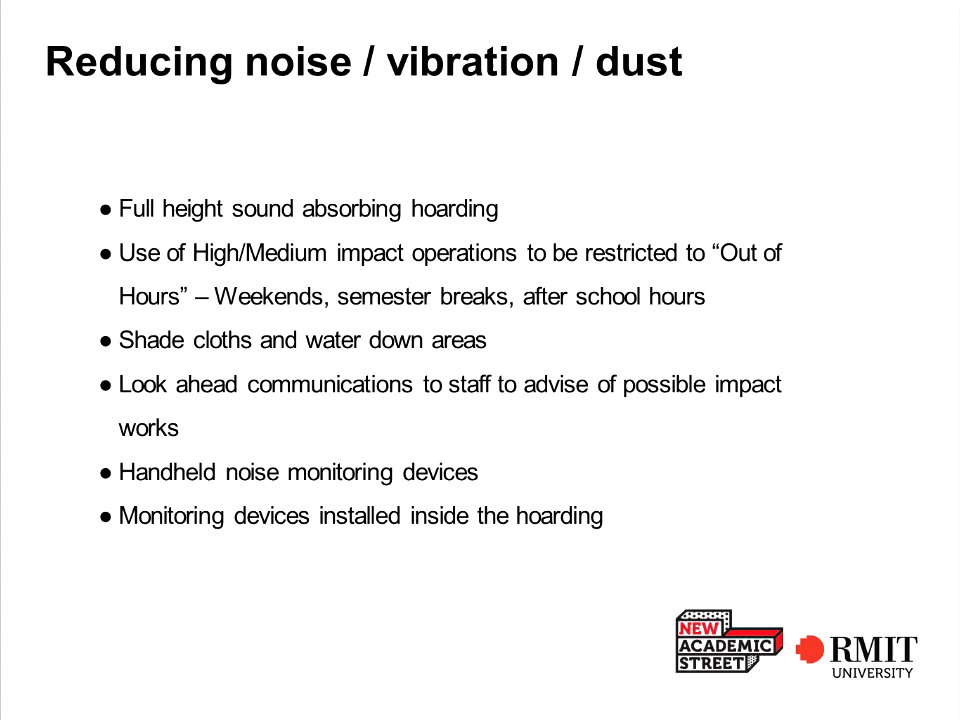 Reducing noise / vibration / dust
● Full height sound absorbing hoarding
● Use of High/Medium impact operations to be restricted to “Out of
Hours” – Weekends, semester breaks, after school hours
● Shade cloths and water down areas
● Look ahead communications to staff to advise of possible impact
works
● Handheld noise monitoring devices
● Monitoring devices installed inside the hoarding
NEW
ACADEMIC
STREET
RMIT
UNIVERSITY